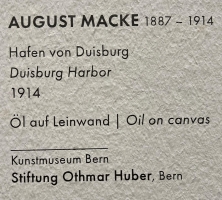 AUGUST MACKE 1887 – 1914
Hafen von Duisburg
Duisburg Harbor
1914
Öl auf Leinwand | Oil on canvas
Kunstmuseum Bern
Stiftung Othmar Huber, Bern